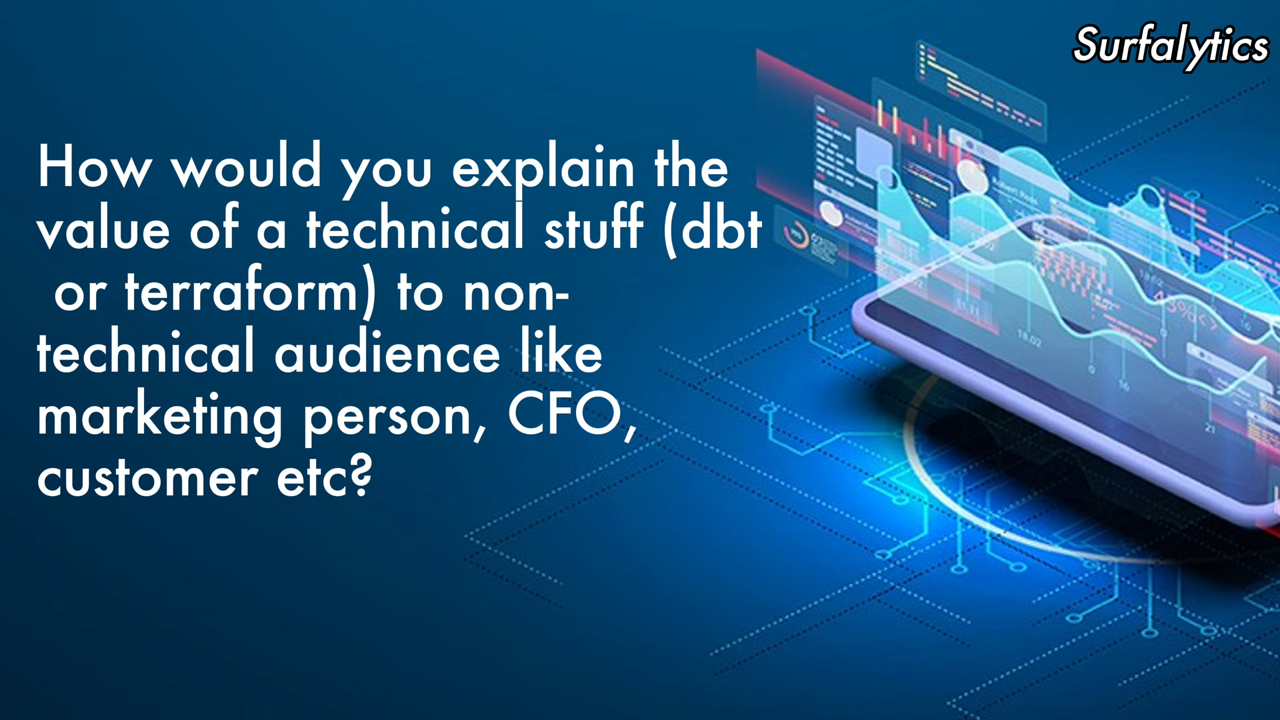 Surfalytics
How would you explain the
value of a technical stuff (dbt
or terraform) to non-
technical audience like
marketing person, CFO,
customer etc?